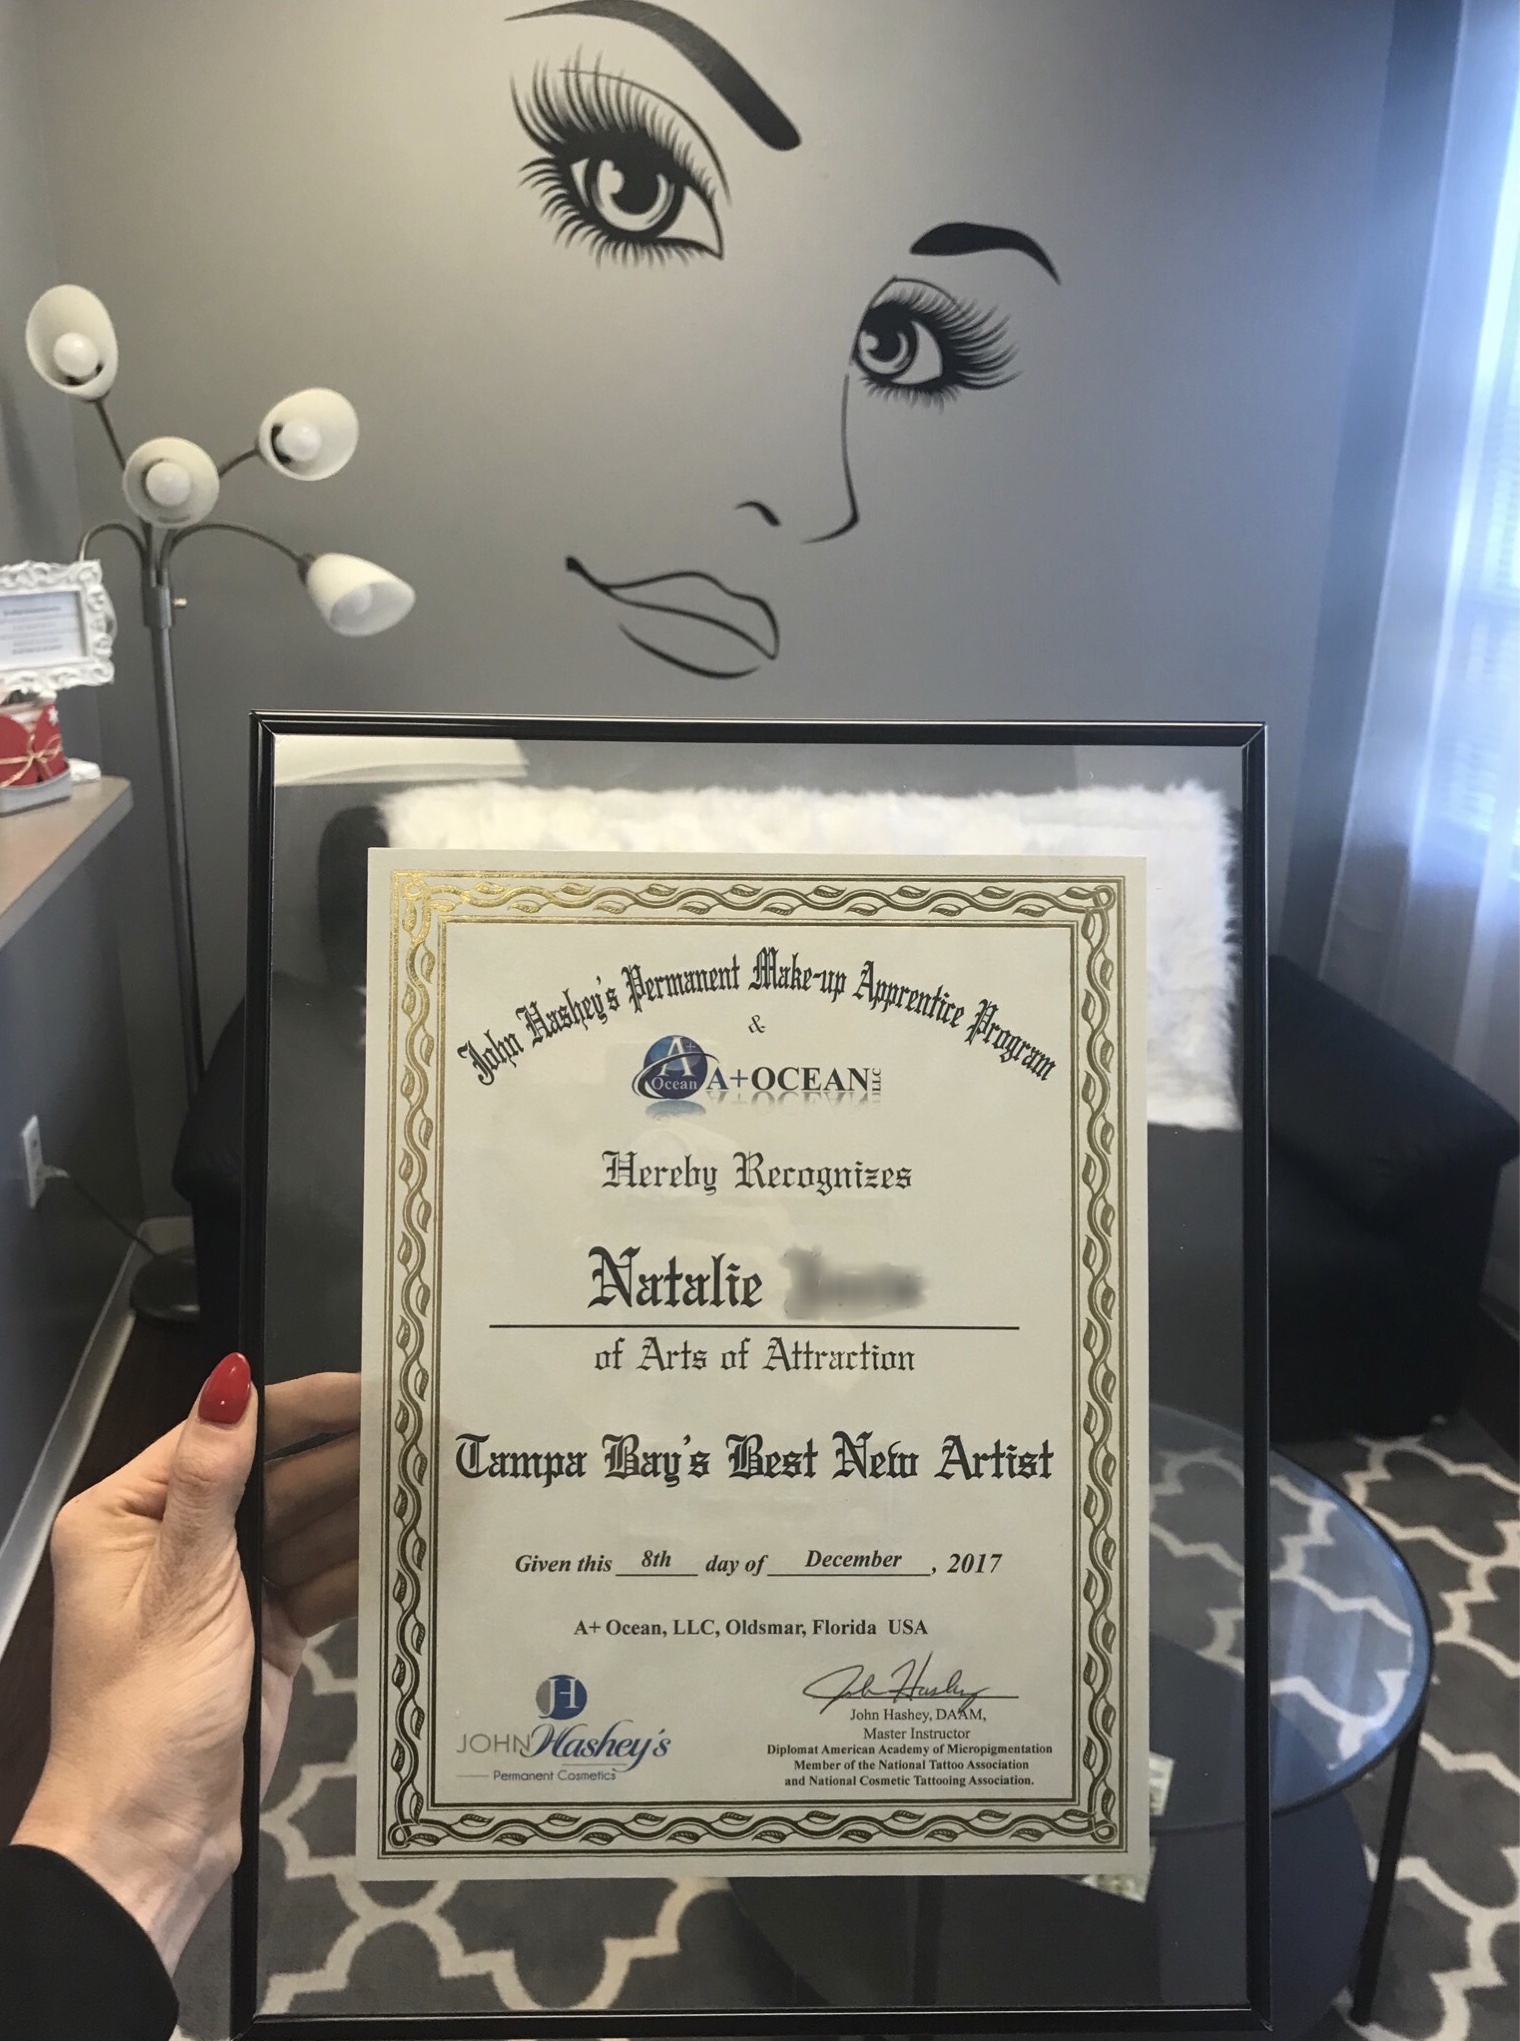 John Hashey's Permanent Make-up Apprentice Program
&
A+
Ocean
A+OCEAN LLC
Hereby Recognizes
Natalie
of Arts of Attraction
Tampa Bay's Best New Artist
Given this 8th day of December, 2017
A+ Ocean, LLC, Oldsmar, Florida USA
JH
JOHN Hashey's
Permanent Cosmetics
John Hashey
John Hashey, DAAM,
Master Instructor
Diplomat American Academy of Micropigmentation
Member of the National Tattoo Association
and National Cosmetic Tattooing Association.